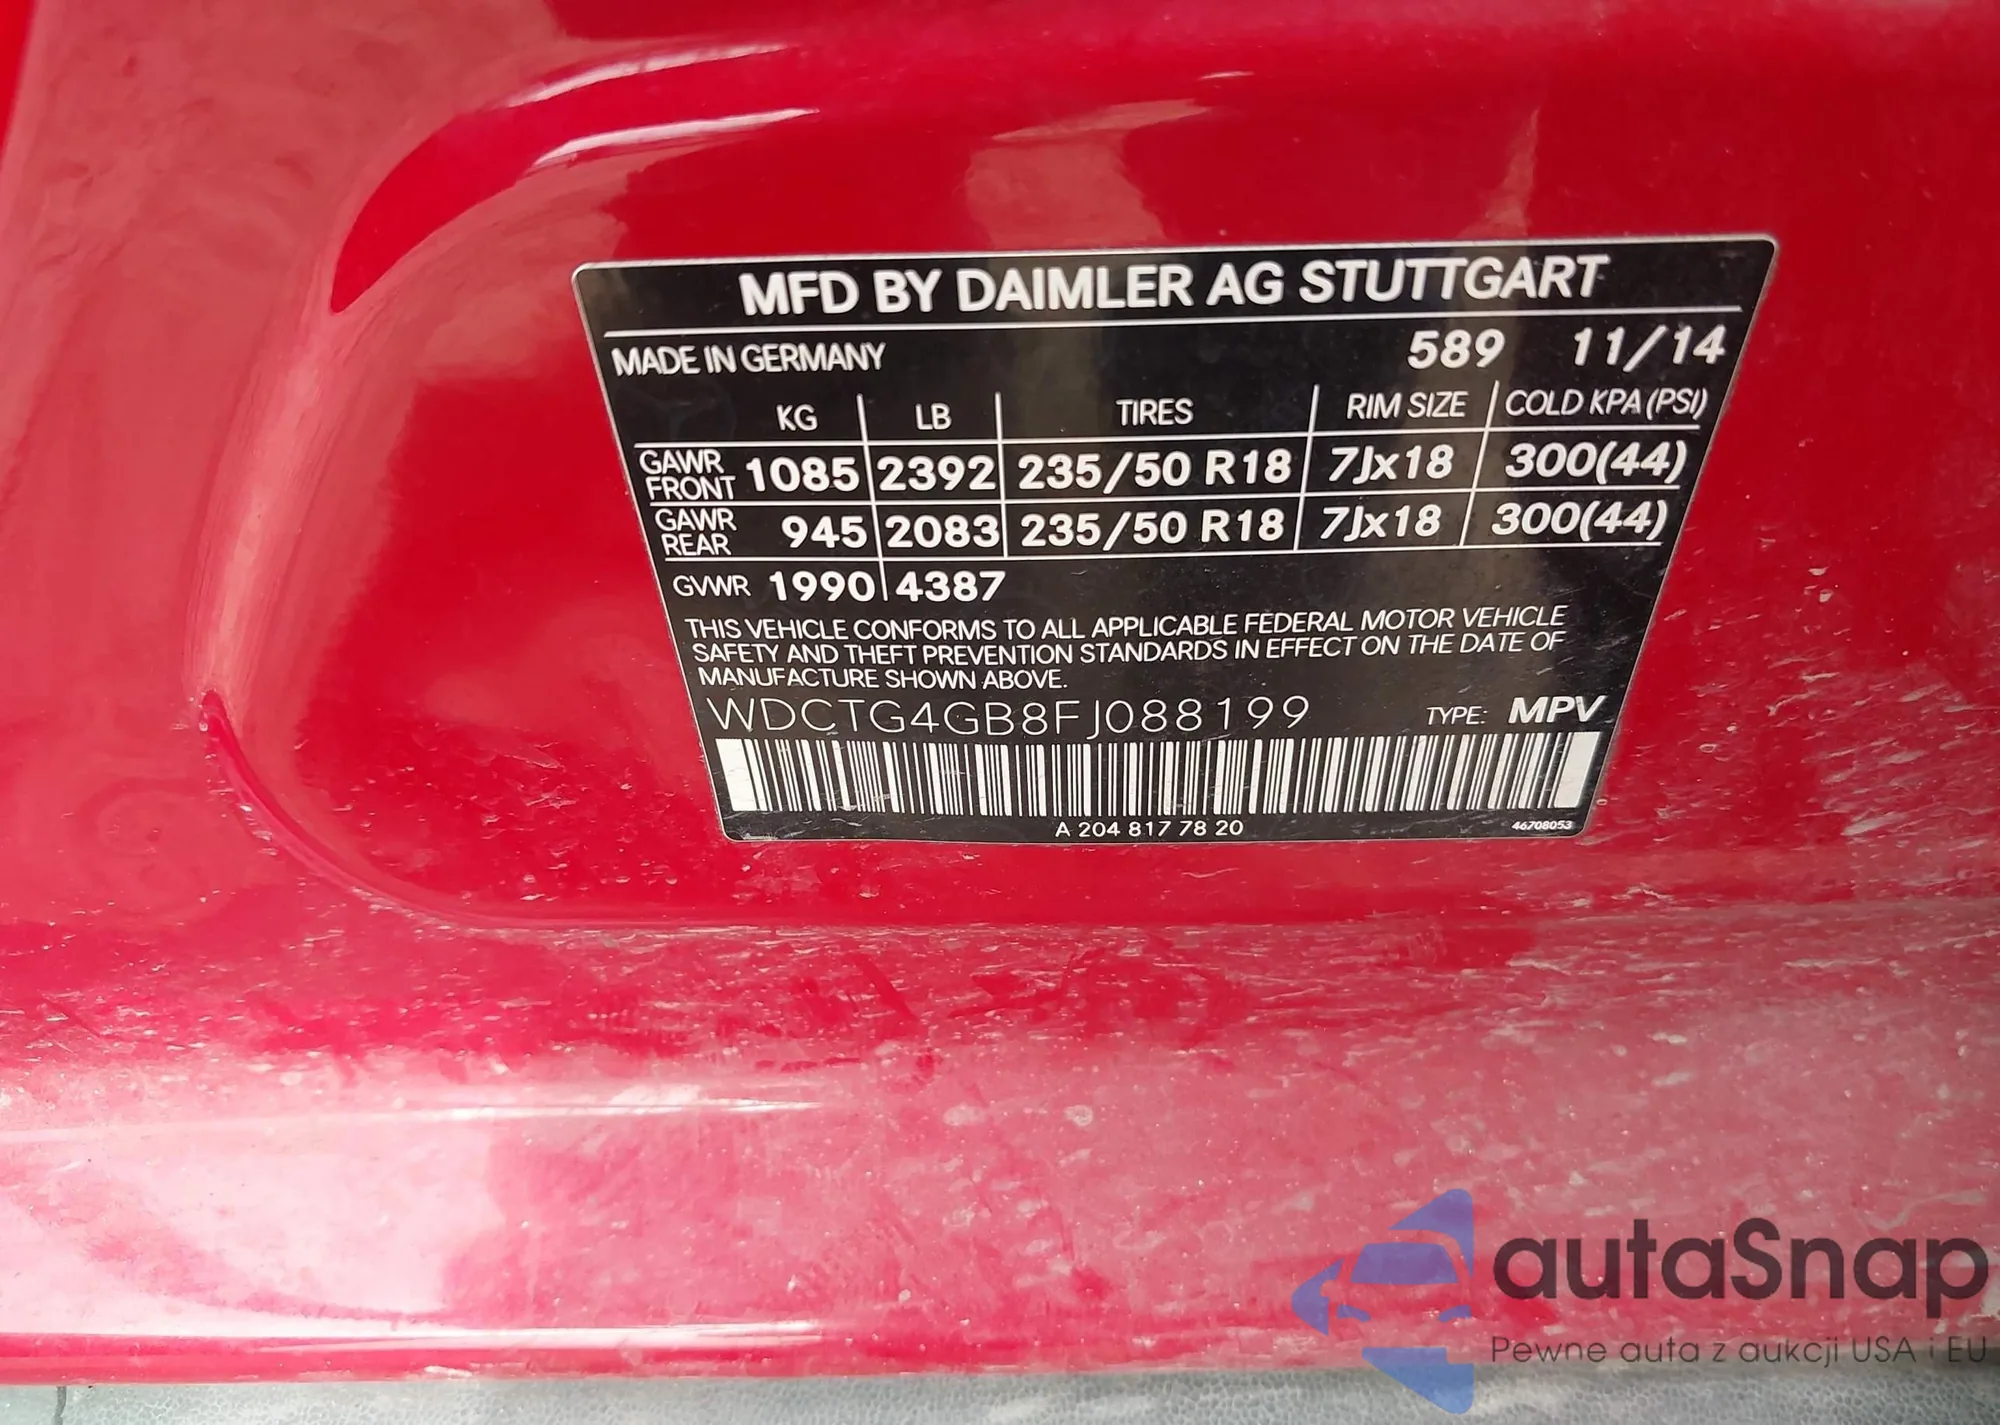 MFD BY DAIMLER AG STUTTGART
MADE IN GERMANY 589 11/14
KG LB TIRES RIM SIZE COLD KPA (PSI)
GAWR FRONT 1085 2392 235/50 R18 7Jx18 300(44)
GAWR REAR 945 2083 235/50 R18 7Jx18 300(44)
GVWR 1990 4387
THIS VEHICLE CONFORMS TO ALL APPLICABLE FEDERAL MOTOR VEHICLE
SAFETY AND THEFT PREVENTION STANDARDS IN EFFECT ON THE DATE OF
MANUFACTURE SHOWN ABOVE.
WDCTG4GB8FJ088199 TYPE: MPV
A 204 817 78 20 46708053
autaSnap
Pewne auta z aukcji USA i EU